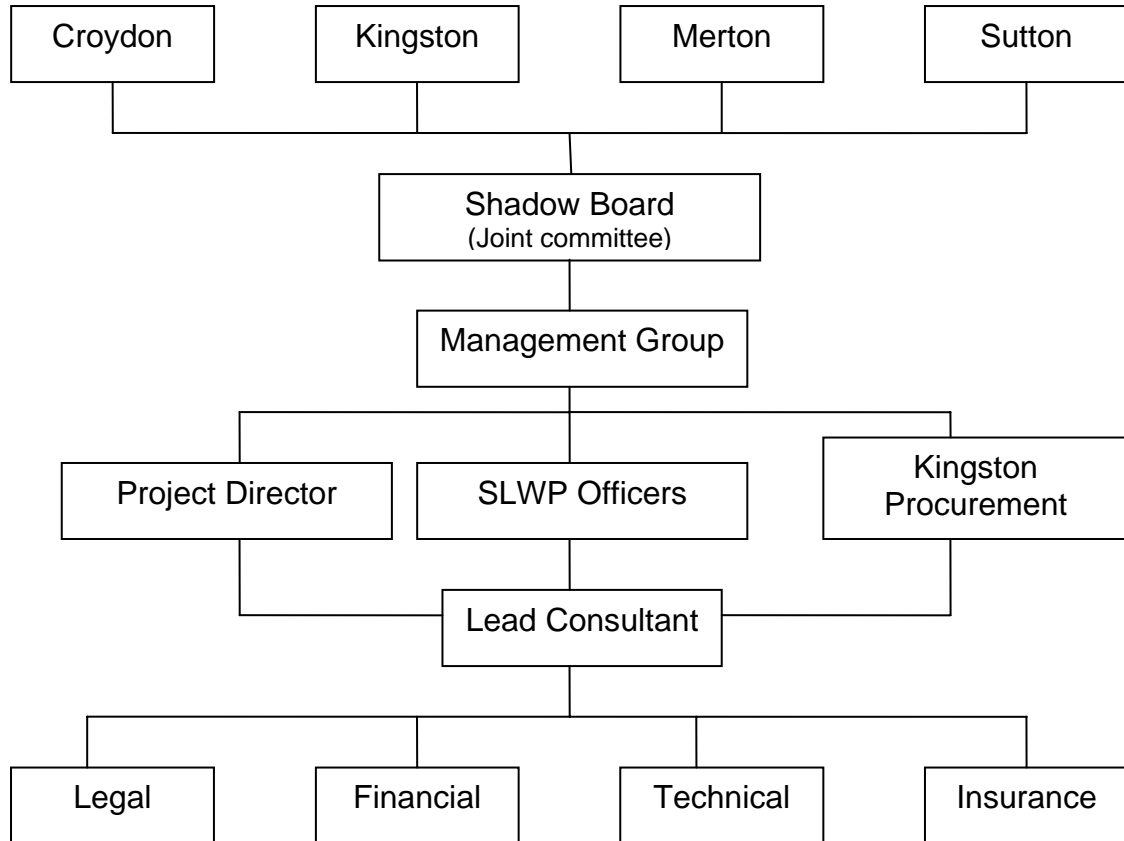 Croydon
Kingston
Merton
Sutton
Shadow Board
(Joint committee)
Management Group
Project Director
SLWP Officers
Kingston
Procurement
Lead Consultant
Legal
Financial
Technical
Insurance